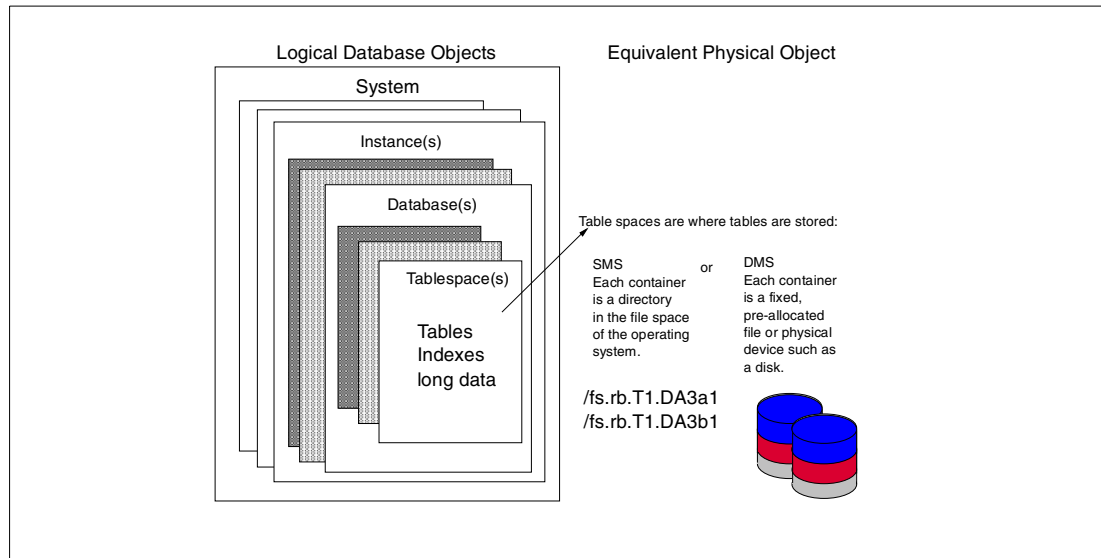 Logical Database Objects
Equivalent Physical Object
System
Instance(s)
Database(s)
Tablespace(s)
Tables
Indexes
long data
Table spaces are where tables are stored:
SMS
Each container
is a directory
in the file space
of the operating
system.
or
DMS
Each container
is a fixed,
pre-allocated
file or physical
device such as
a disk.
/fs.rb.T1.DA3a1
/fs.rb.T1.DA3b1